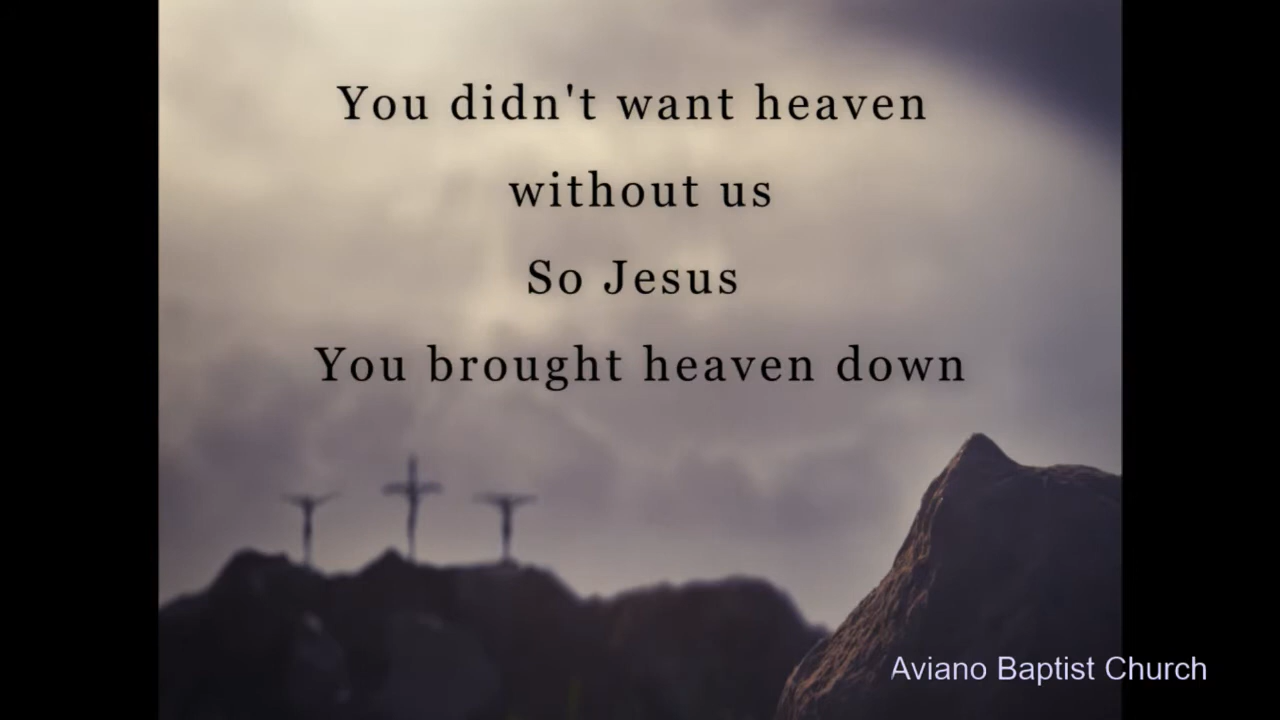 You didn't want heaven
without us
So Jesus
You brought heaven down
Aviano Baptist Church